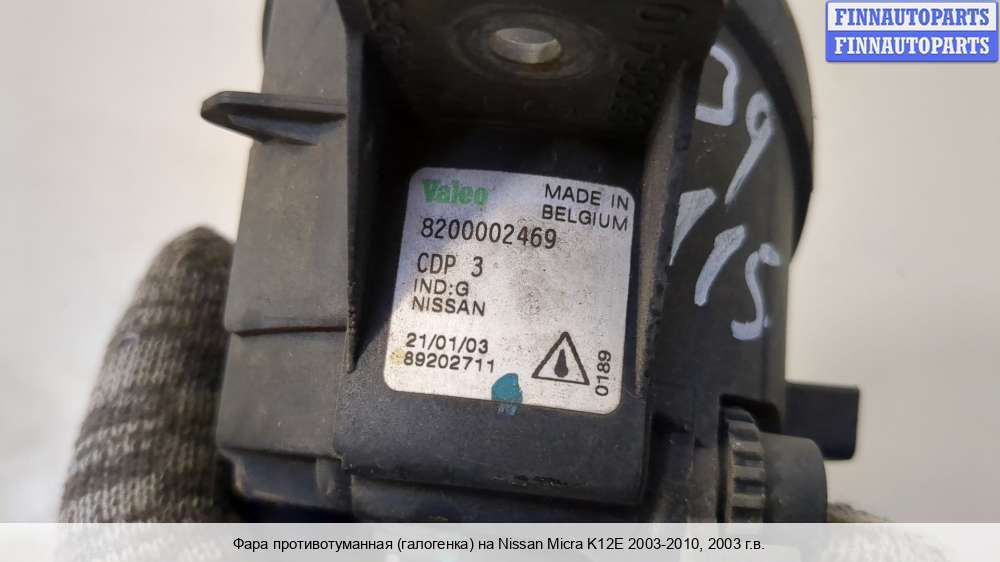 FINNAUTOPARTS
FINNAUTOPARTS
Valeo
MADE IN
BELGIUM
8200002469
CDP 3
IND:G
NISSAN
21/01/03
89202711
0189
115
Фара противотуманная (галогенка) на Nissan Micra K12E 2003-2010, 2003 г.в.